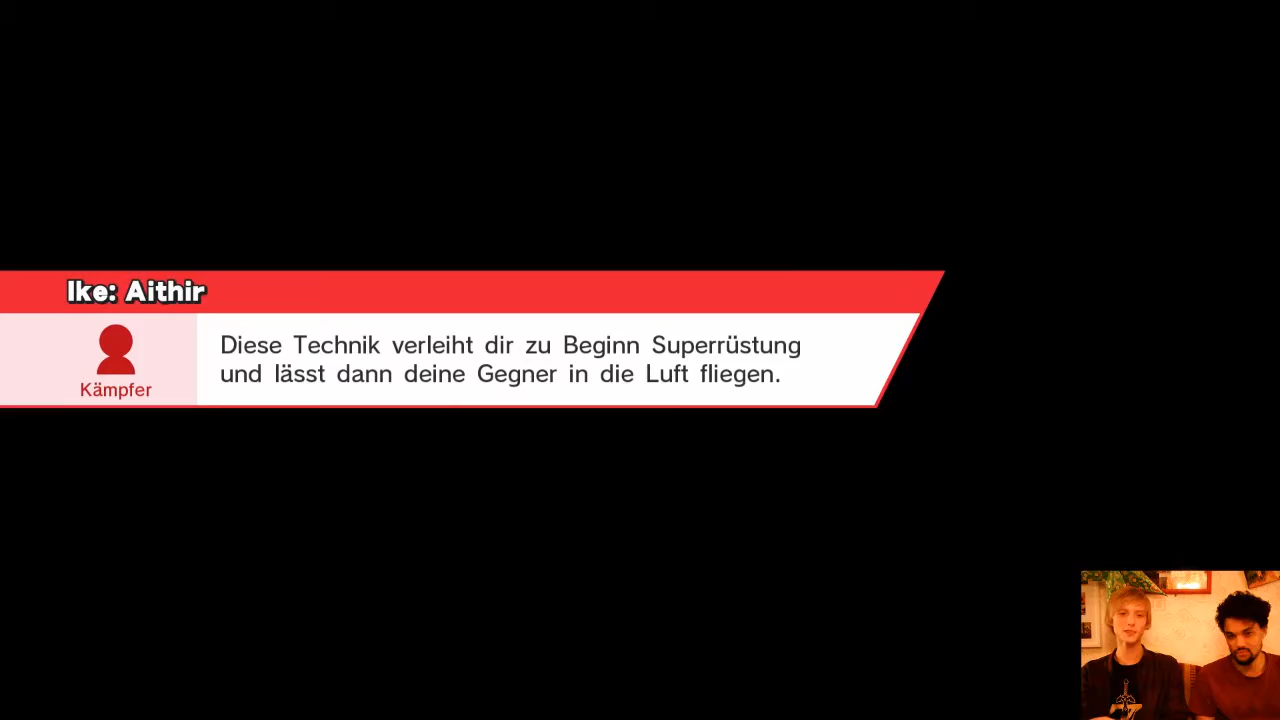 Ike: Aithir
Kämpfer
Diese Technik verleiht dir zu Beginn Superrüstung
und lässt dann deine Gegner in die Luft fliegen.